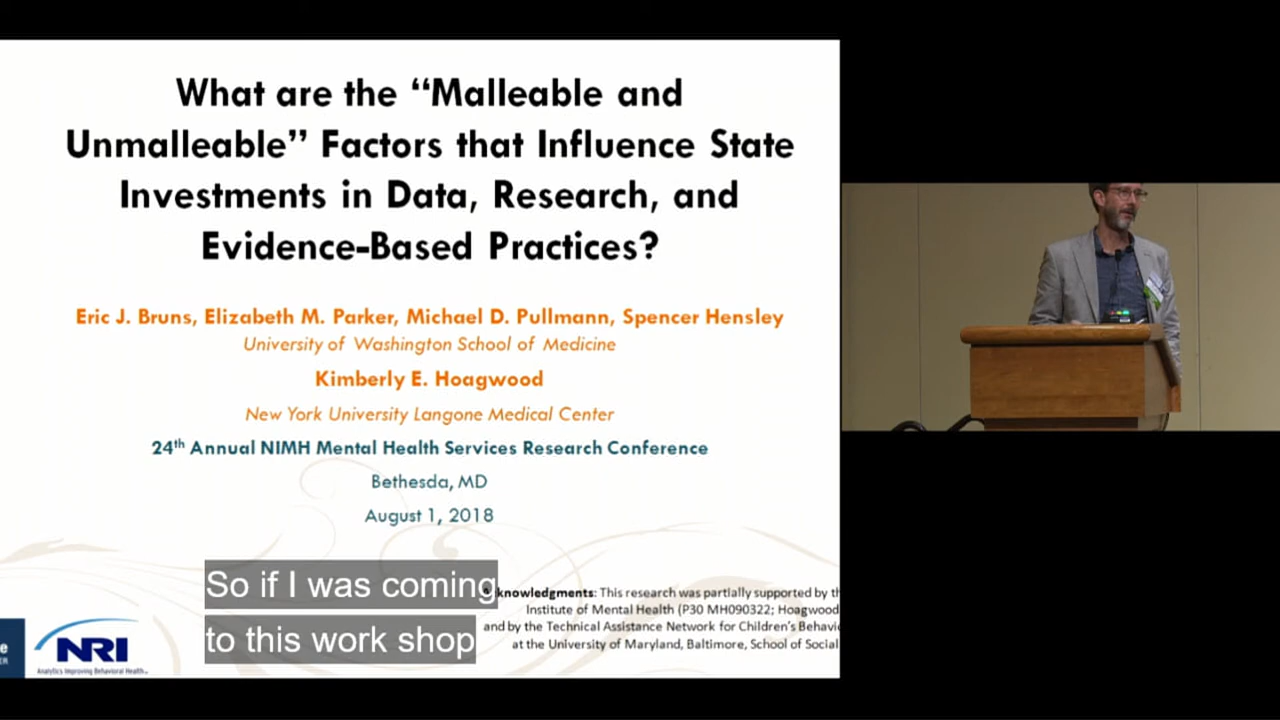 What are the “Malleable and
Unmalleable” Factors that Influence State
Investments in Data, Research, and
Evidence-Based Practices?
Eric J. Bruns, Elizabeth M. Parker, Michael D. Pullmann, Spencer Hensley
University of Washington School of Medicine
Kimberly E. Hoagwood
New York University Langone Medical Center
24th Annual NIMH Mental Health Services Research Conference
Bethesda, MD
August 1, 2018
So if I was coming
to this work shop
knowledgments: This research was partially supported by th
Institute of Mental Health (P30 MH090322; Hoagwood
and by the Technical Assistance Network for Children's Behavio
at the University of Maryland, Baltimore, School of Social
NRI
Analytics Improving Behavioral Health